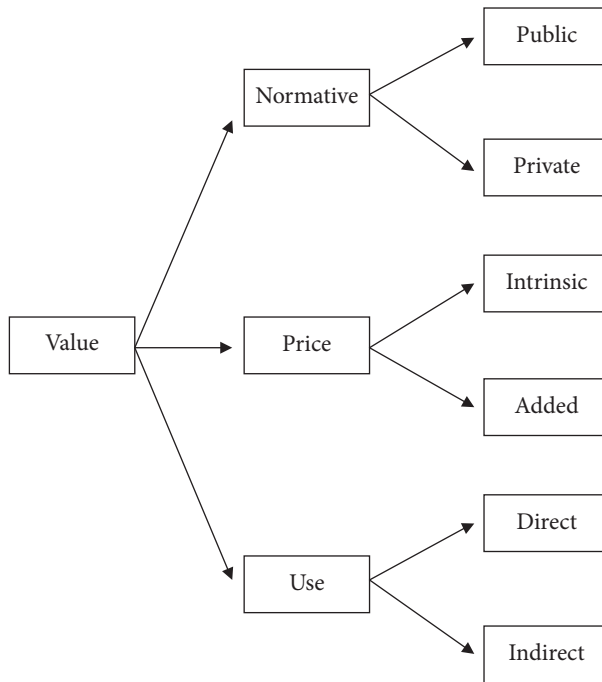 Public
Normative
Private
Intrinsic
Value
Price
Added
Direct
Use
Indirect